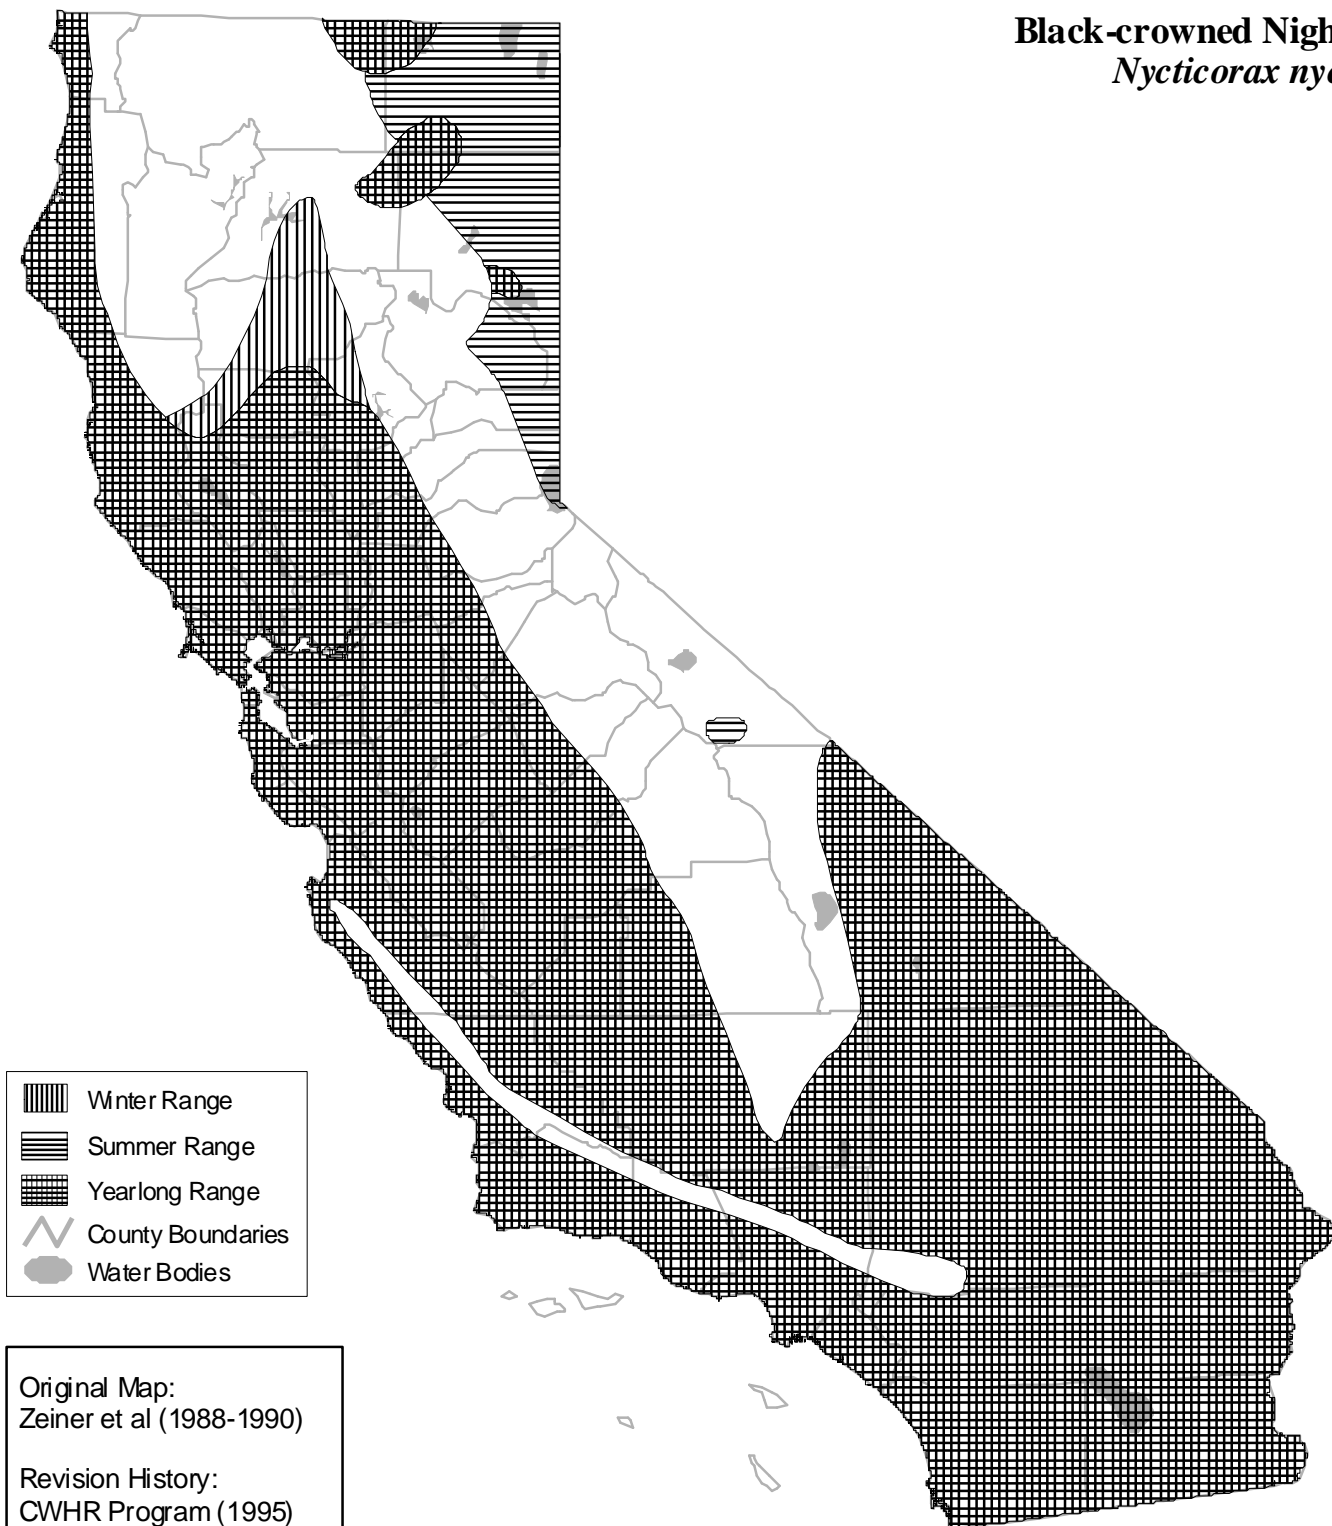 Black-crowned Nigh
Nycticorax nyc
Winter Range
Summer Range
Yearlong Range
County Boundaries
Water Bodies
Original Map:
Zeiner et al (1988-1990)
Revision History:
CWHR Program (1995)